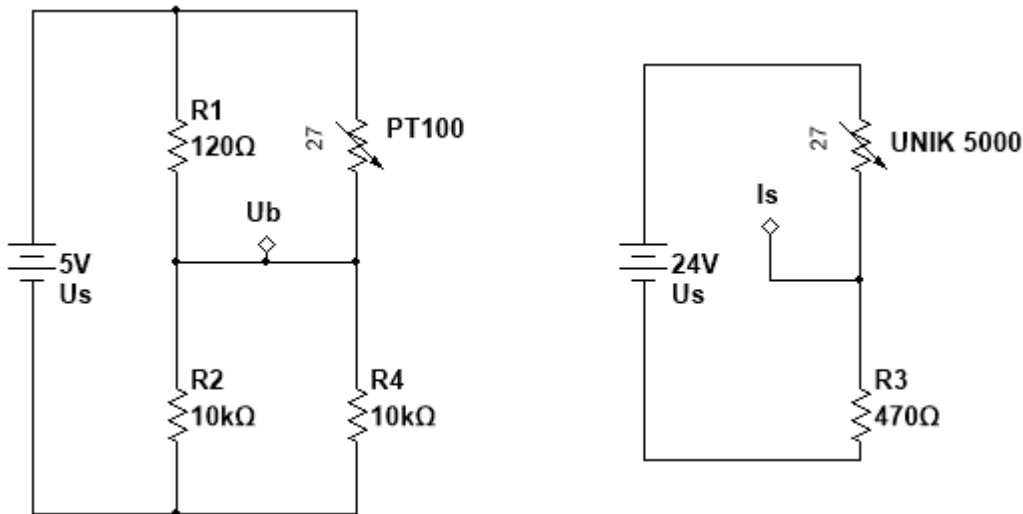 R1
120Ω
27
PT100
Ub
5V
Us
R2
10kΩ
R4
10kΩ
27
UNIK 5000
Is
24V
Us
R3
470Ω